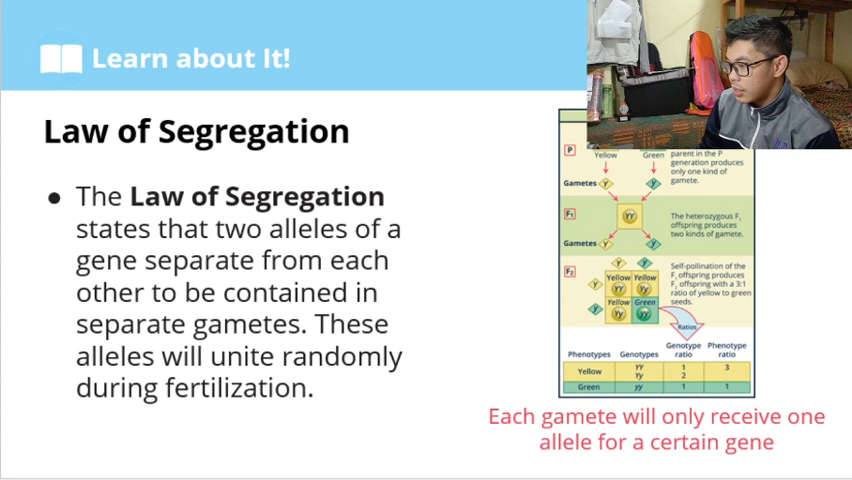 Learn about It!
Law of Segregation
● The Law of Segregation
states that two alleles of a
gene separate from each
other to be contained in
separate gametes. These
alleles will unite randomly
during fertilization.
P
Yellow Green
parent in the P
generation produces
only one kind of
gamete.
Gametes Y y
F1
Yy
The heterozygous F1
offspring produces
two kinds of gamete.
Gametes Y y
F2
Y y
Y Yellow Yellow
YY Yy
y Yellow Green
Yy yy
Self-pollination of the
F1 offspring produces
F2 offspring with a 3:1
ratio of yellow to green
seeds.
Ratios
Phenotypes Genotypes Genotype ratio Phenotype ratio
Yellow YY 1 3
Yy 2
Green yy 1 1
Each gamete will only receive one
allele for a certain gene